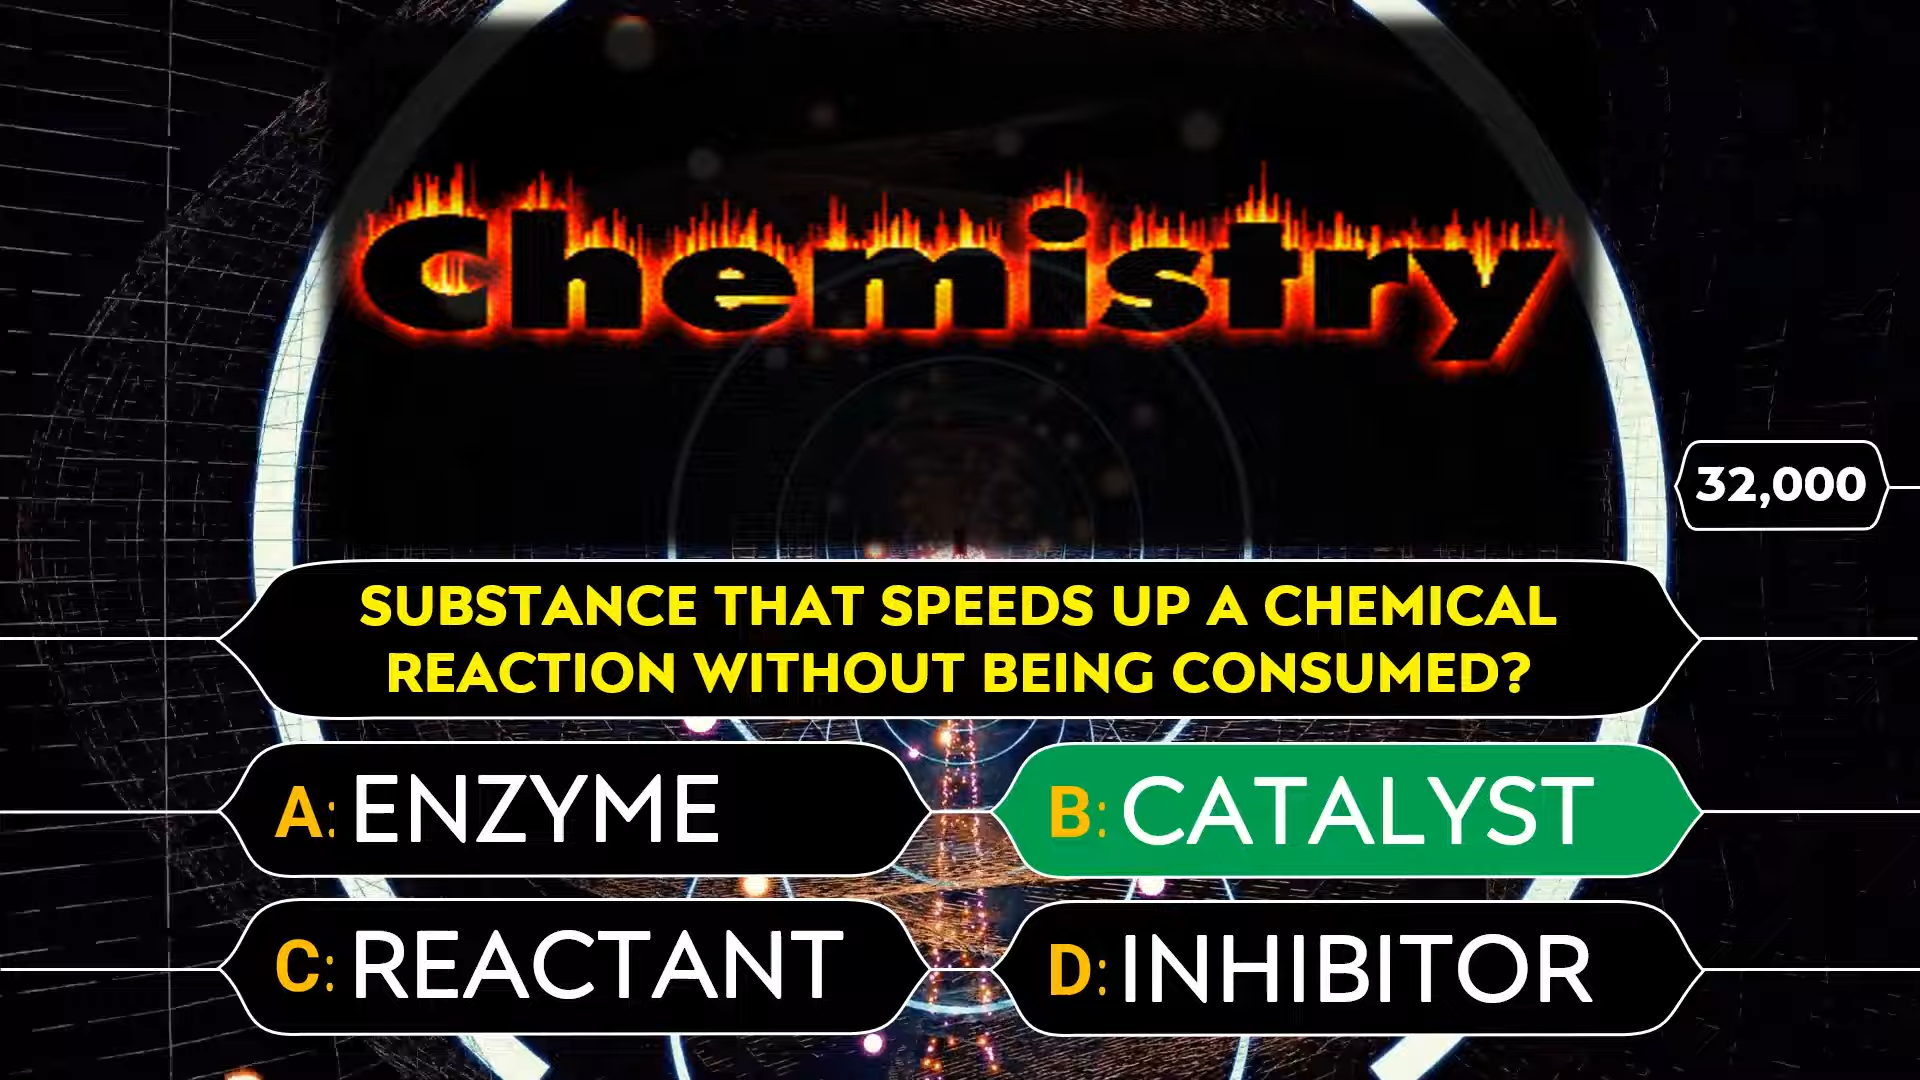 Chemistry
32,000
SUBSTANCE THAT SPEEDS UP A CHEMICAL
REACTION WITHOUT BEING CONSUMED?
A: ENZYME
B: CATALYST
C: REACTANT
D: INHIBITOR